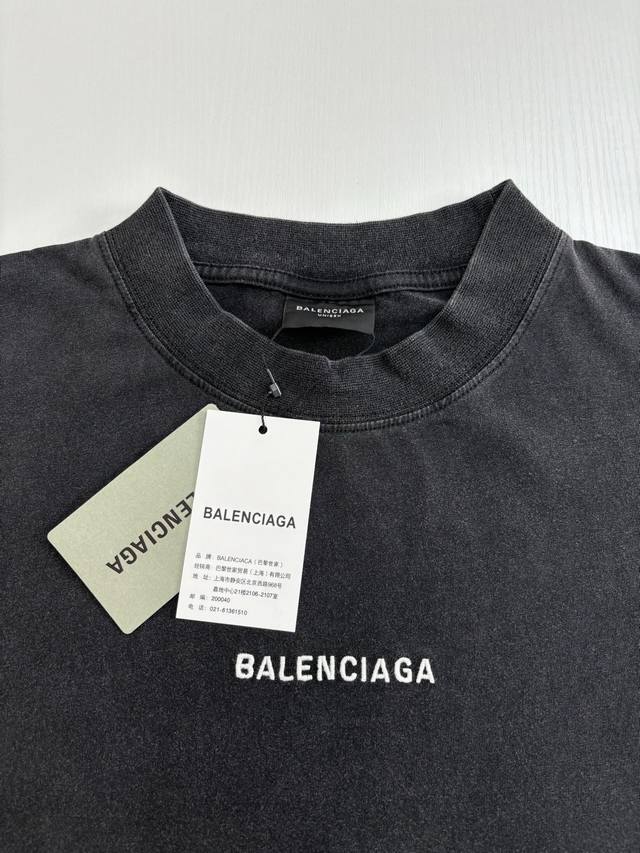 BALENCIAGA
UNISEX
BALENCIAGA
BALENCIAGA
品 牌：BALENCIACA（巴黎世家）
经销商：巴黎世家贸易（上海）有限公司
地 址：上海市静安区北京西路968号
嘉地中心21楼2106-2107室
邮 编：200040
电 话：021-61361510
BALENCIAGA